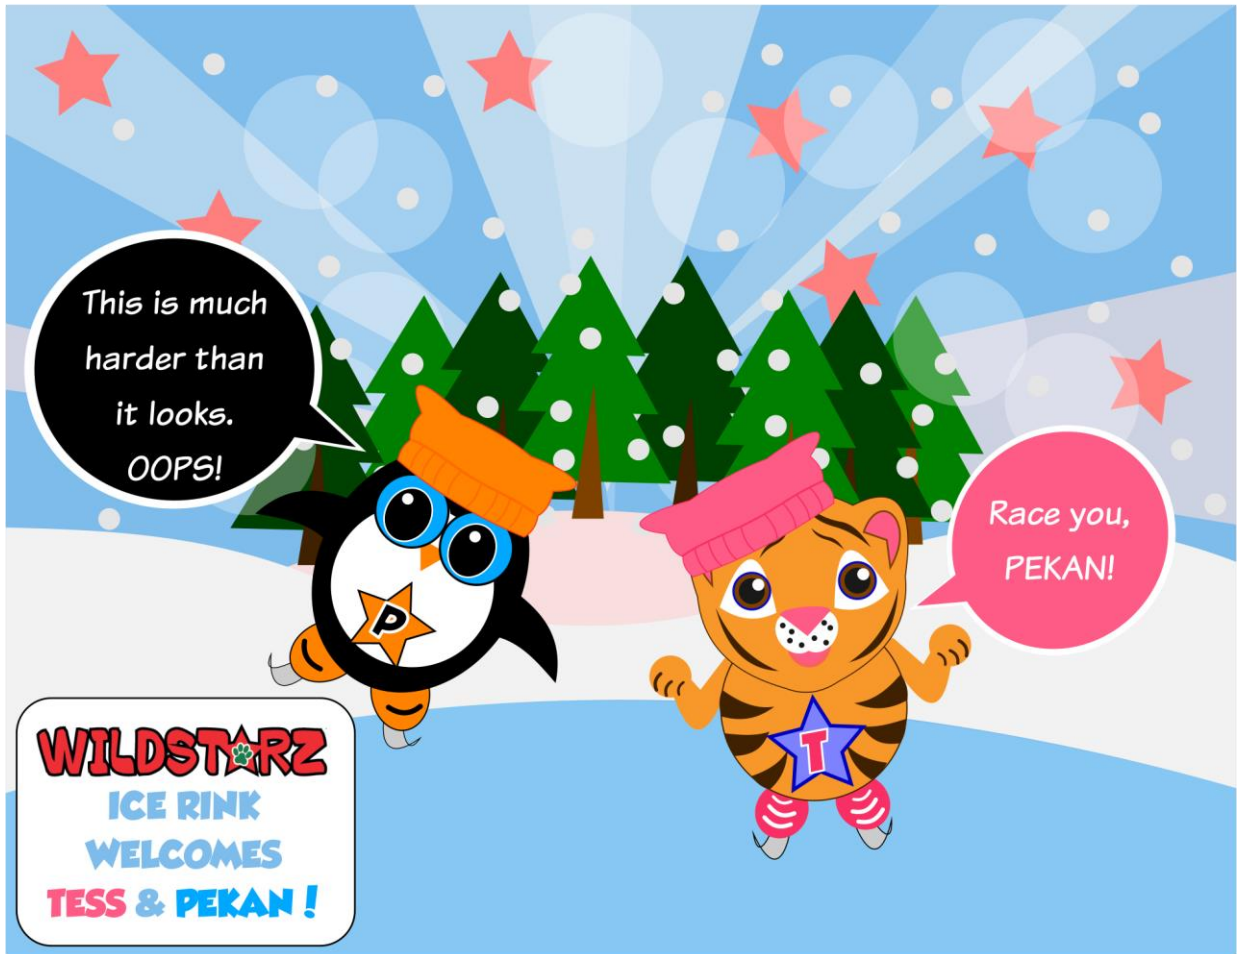 This is much
harder than
it looks.
OOPS!
Race you,
PEKAN!
P
T
WILDSTARZ
ICE RINK
WELCOMES
TESS & PEKAN!